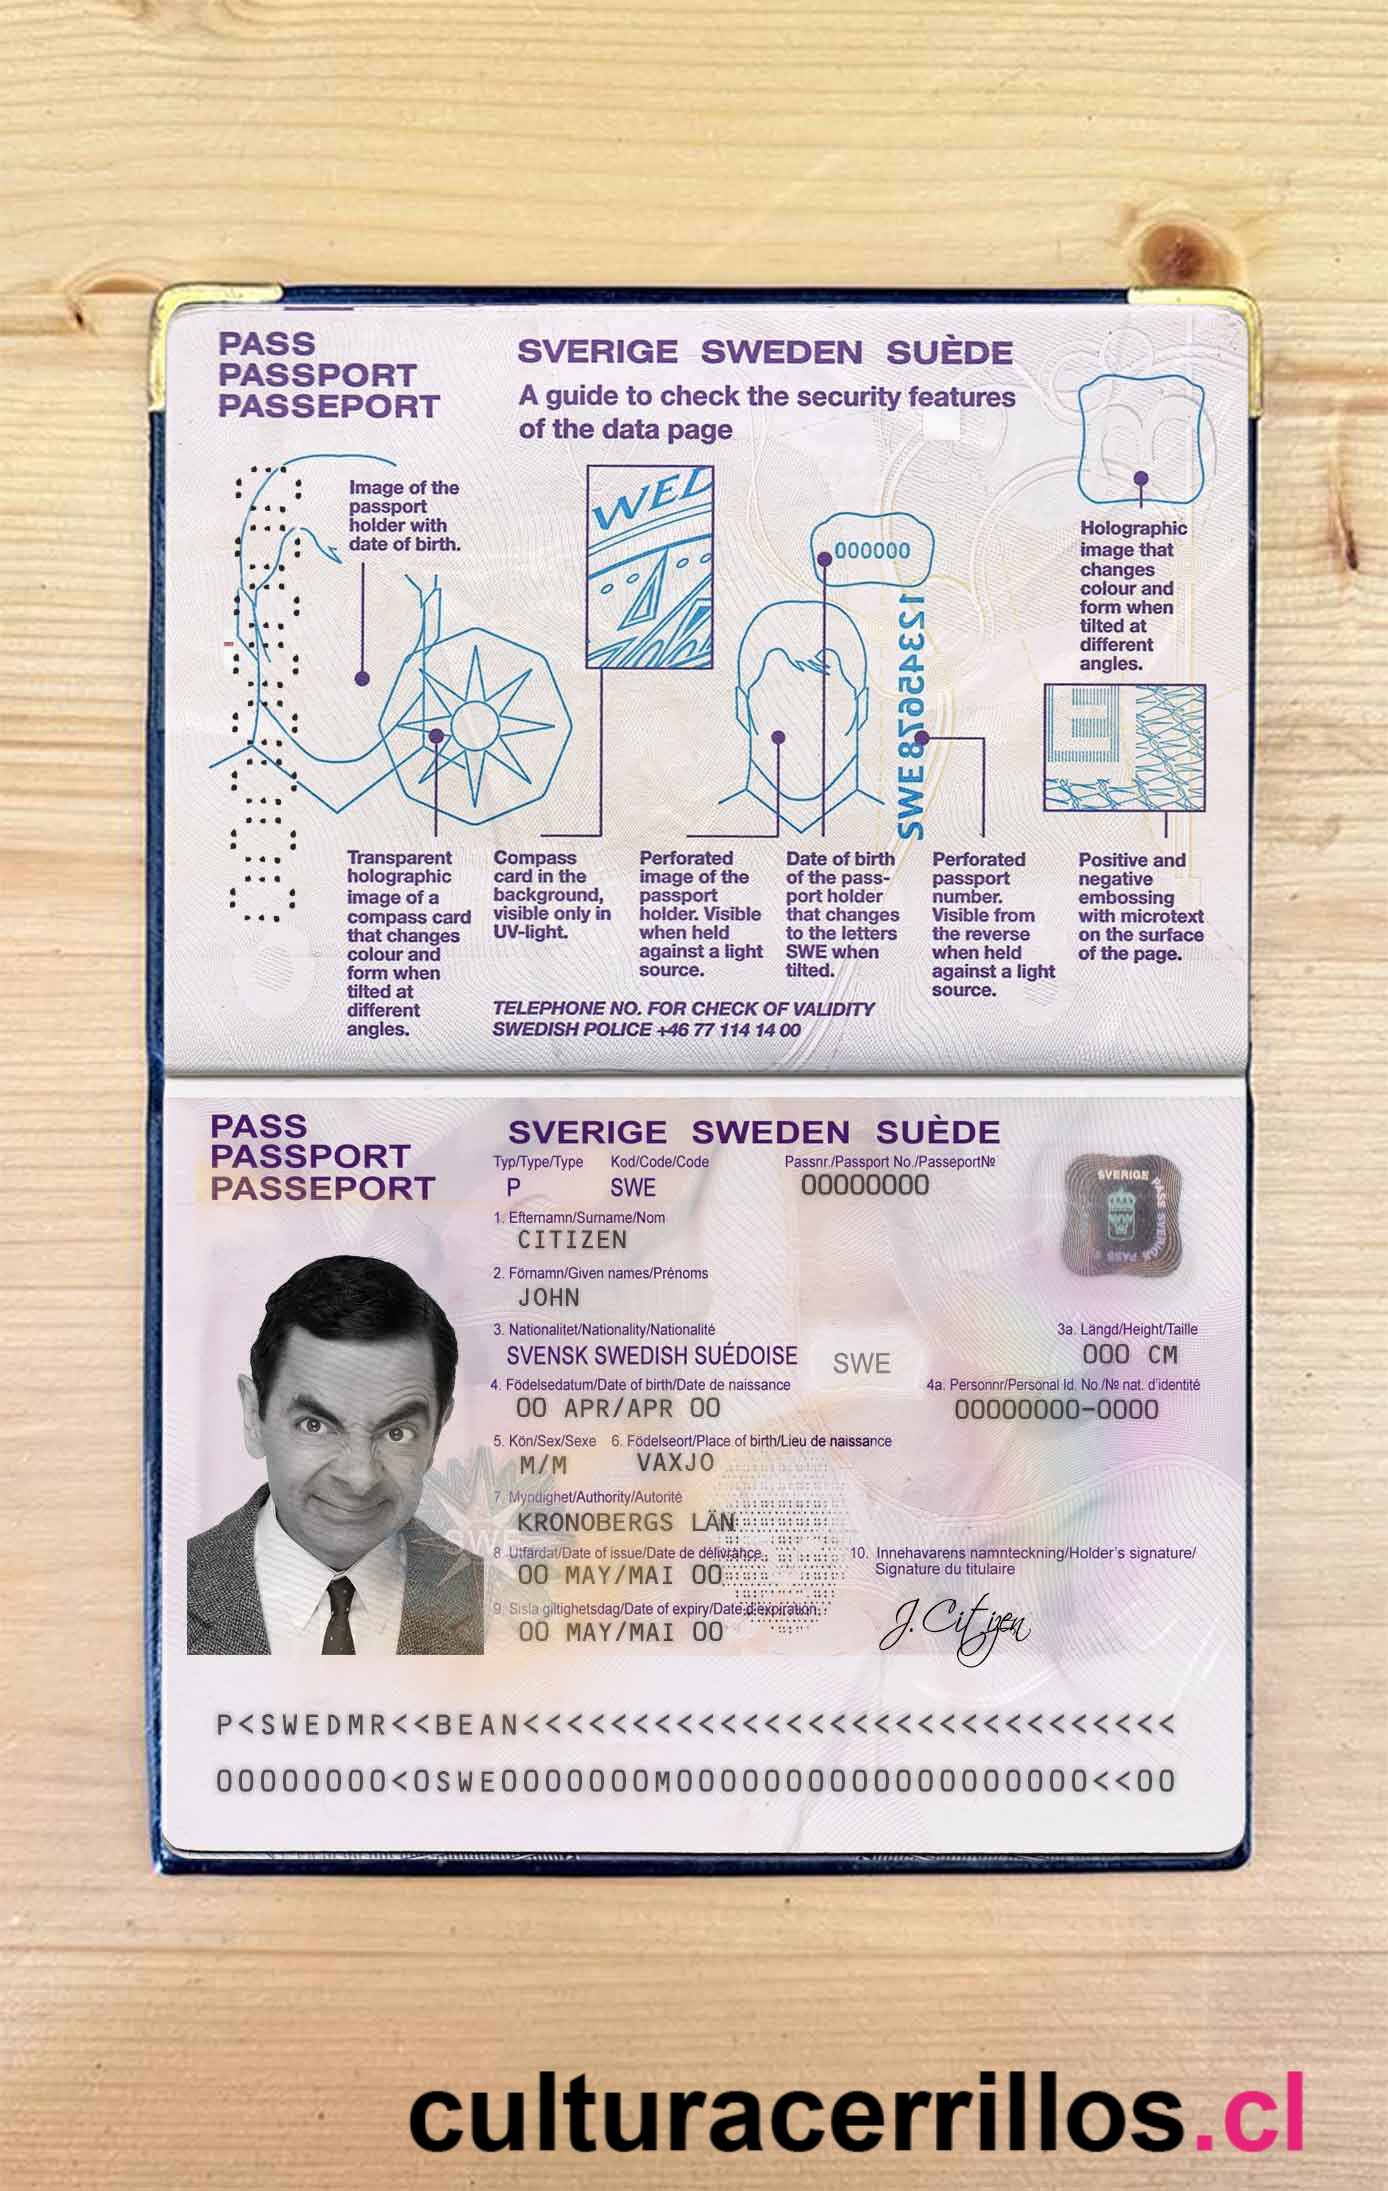 PASS
PASSPORT
PASSEPORT
SVERIGE SWEDEN SUÈDE
A guide to check the security features
of the data page
Image of the
passport
holder with
date of birth.
WED
000000
SWE87654321
Holographic
image that
changes
colour and
form when
tilted at
different
angles.
Transparent
holographic
image of a
compass card
that changes
colour and
form when
tilted at
different
angles.
Compass
card in the
background,
visible only in
UV-light.
Perforated
image of the
passport
holder. Visible
when held
against a light
source.
Date of birth
of the pass-
port holder
that changes
to the letters
SWE when
tilted.
Perforated
passport
number.
Visible from
the reverse
when held
against a light
source.
Positive and
negative
embossing
with microtext
on the surface
of the page.
TELEPHONE NO. FOR CHECK OF VALIDITY
SWEDISH POLICE +46 77 114 14 00
PASS
PASSPORT
PASSEPORT
SVERIGE SWEDEN SUÈDE
Typ/Type/Type Kod/Code/Code Passnr./Passport No./Passeport№
P SWE 00000000
SVERIGE PASS SVERIGE PASS
1. Efternamn/Surname/Nom
CITIZEN
2. Förnamn/Given names/Prénoms
JOHN
3. Nationalitet/Nationality/Nationalité 3a. Längd/Height/Taille
SVENSK SWEDISH SUÉDOISE SWE 000 CM
4. Födelsedatum/Date of birth/Date de naissance 4a. Personnr/Personal Id. No./№ nat. d'identité
00 APR/APR 00 00000000-0000
5. Kön/Sex/Sexe 6. Födelseort/Place of birth/Lieu de naissance
M/M VAXJO
7. Myndighet/Authority/Autorité
KRONOBERGS LÄN
SWE
8. Utfärdat/Date of issue/Date de délivrance 10. Innehavarens namnteckning/Holder's signature/
Signature du titulaire
00 MAY/MAI 00
9. Sista giltighetsdag/Date of expiry/Date d'expiration
00 MAY/MAI 00
J. Citizen
P<SWEDMR<<BEAN<<<<<<<<<<<<<<<<<<<<<<<<<<<<<<
00000000<0SWE0000000M0000000000000000000<<00
culturacerrillos.cl